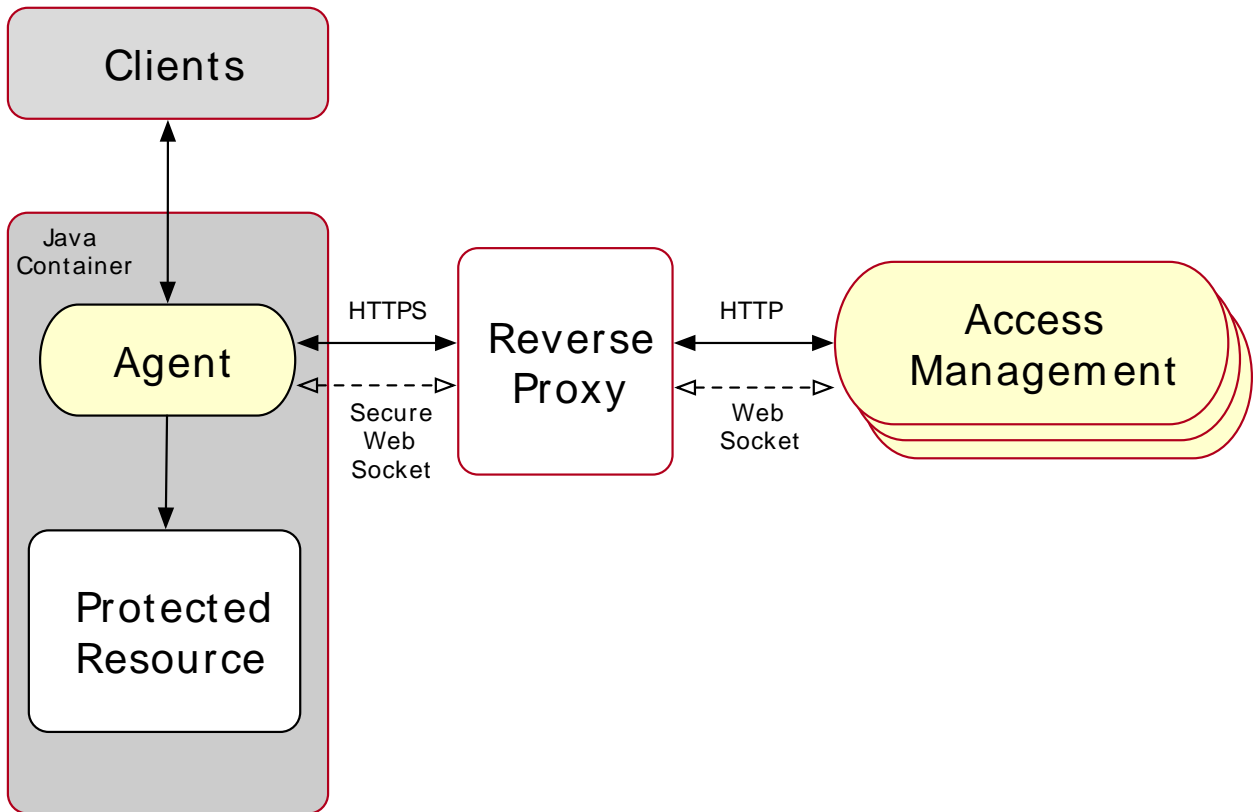 Clients
Java
Container
Agent
HTTPS
Secure
Web
Socket
Reverse
Proxy
HTTP
Web
Socket
Access
Management
Protected
Resource